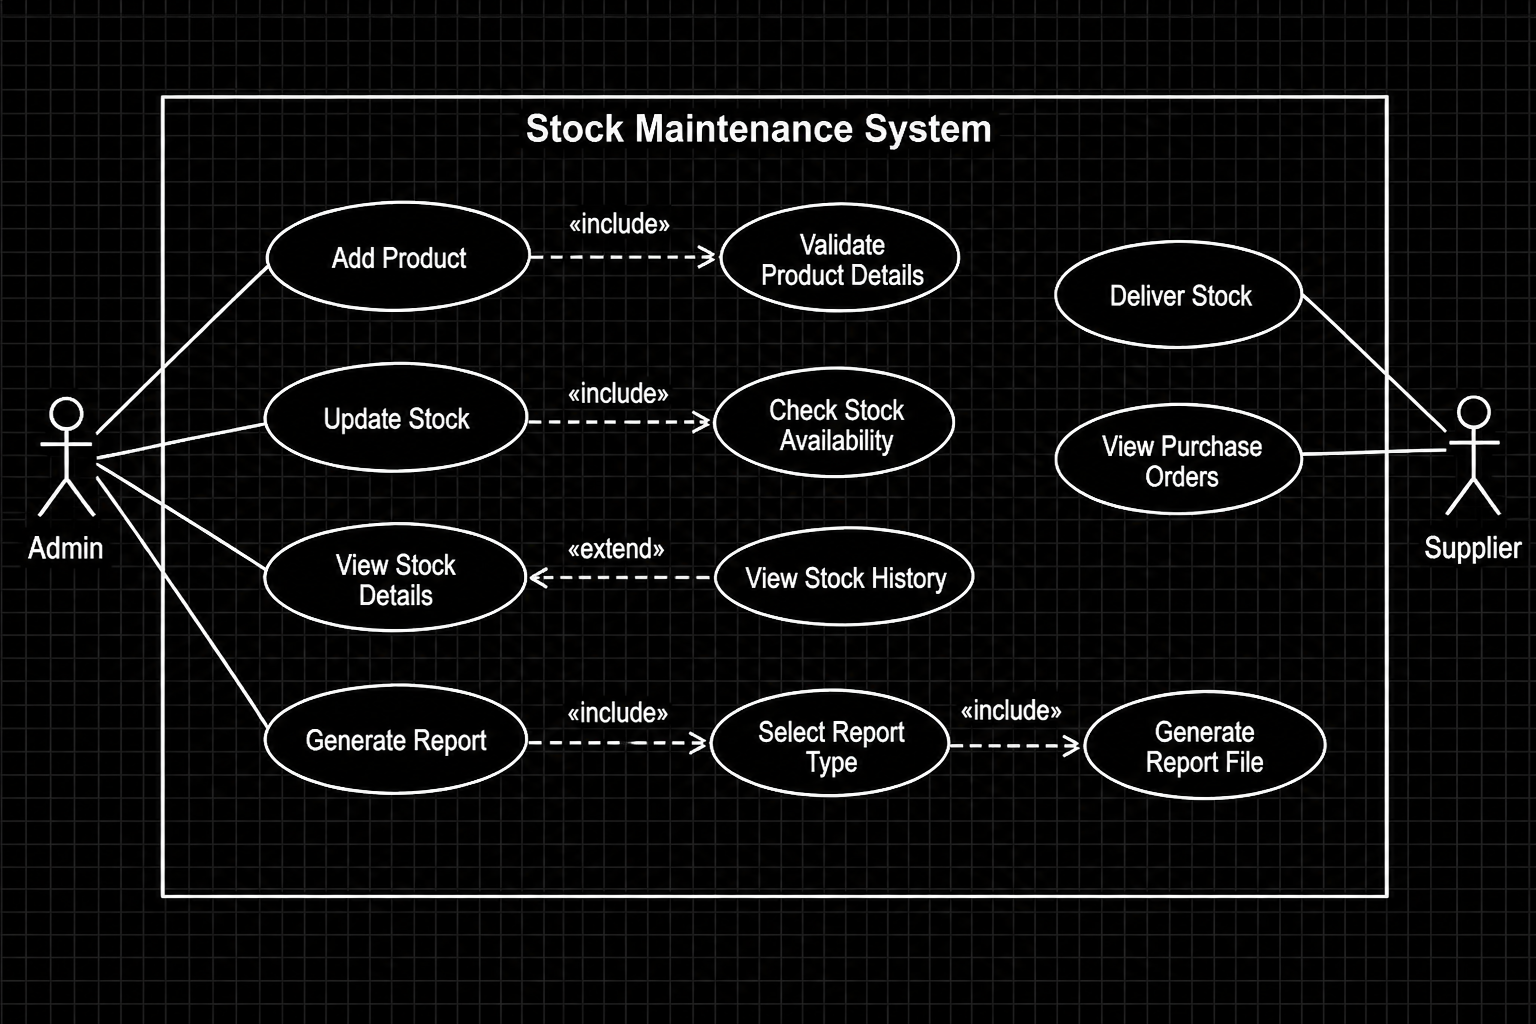 Stock Maintenance System
Add Product
«include»
Validate
Product Details
Deliver Stock
Update Stock
«include»
Check Stock
Availability
View Purchase
Orders
Admin
Supplier
View Stock
Details
«extend»
View Stock History
Generate Report
«include»
Select Report
Type
«include»
Generate
Report File